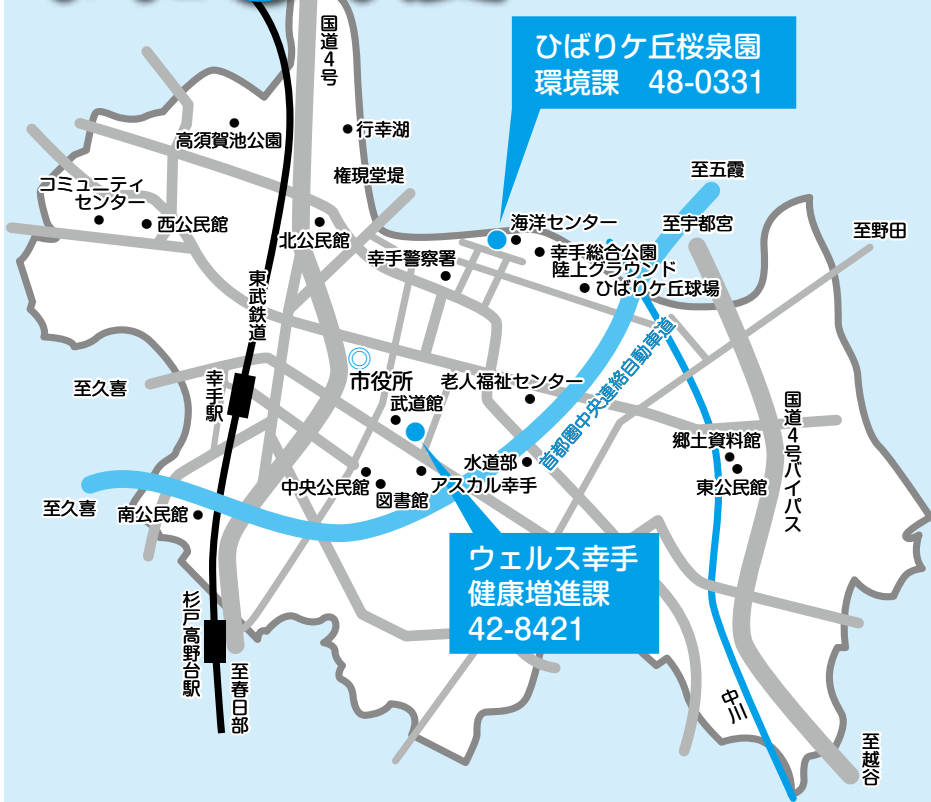 国道4号
ひばりケ丘桜泉園
環境課　48-0331
高須賀池公園
行幸湖
権現堂堤
至五霞
コミュニティ
センター
西公民館
北公民館
海洋センター
至宇都宮
至野田
幸手警察署
幸手総合公園
陸上グラウンド
ひばりケ丘球場
東武鉄道
首都圏中央連絡自動車道
至久喜
幸手駅
市役所
老人福祉センター
武道館
国道4号バイパス
郷土資料館
水道部
中央公民館
図書館
アスカル幸手
東公民館
至久喜
南公民館
ウェルス幸手
健康増進課
42-8421
杉戸高野台駅
至春日部
中川
至越谷